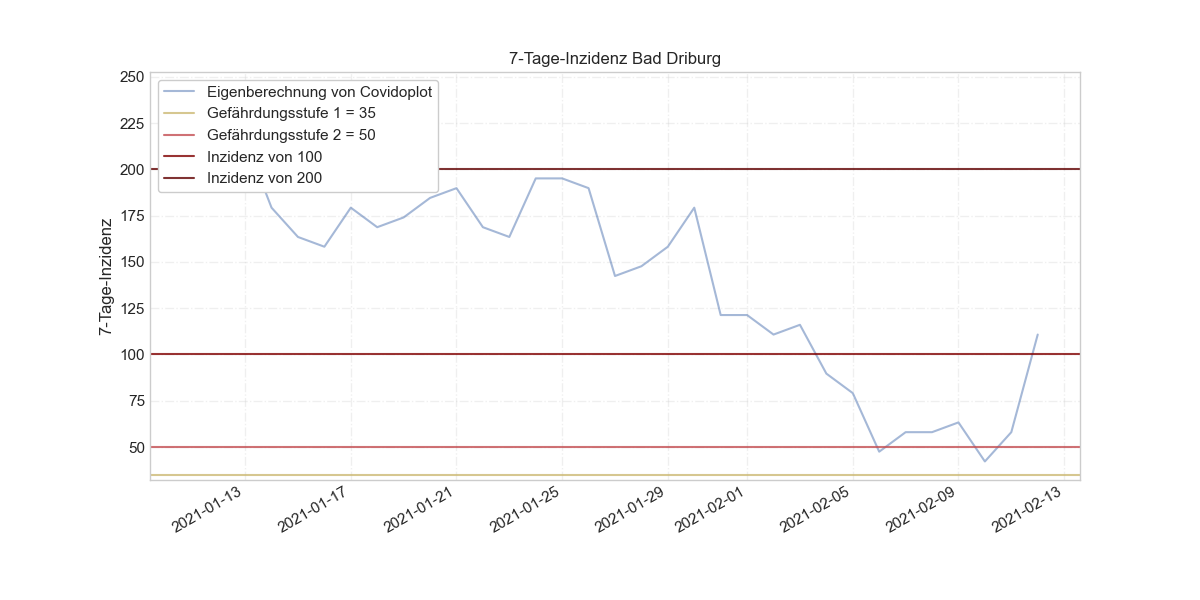 7-Tage-Inzidenz Bad Driburg
250
225
200
175
150
125
100
75
50
7-Tage-Inzidenz
Eigenberechnung von Covidoplot
Gefährdungsstufe 1 = 35
Gefährdungsstufe 2 = 50
Inzidenz von 100
Inzidenz von 200
2021-01-13
2021-01-17
2021-01-21
2021-01-25
2021-01-29
2021-02-01
2021-02-05
2021-02-09
2021-02-13